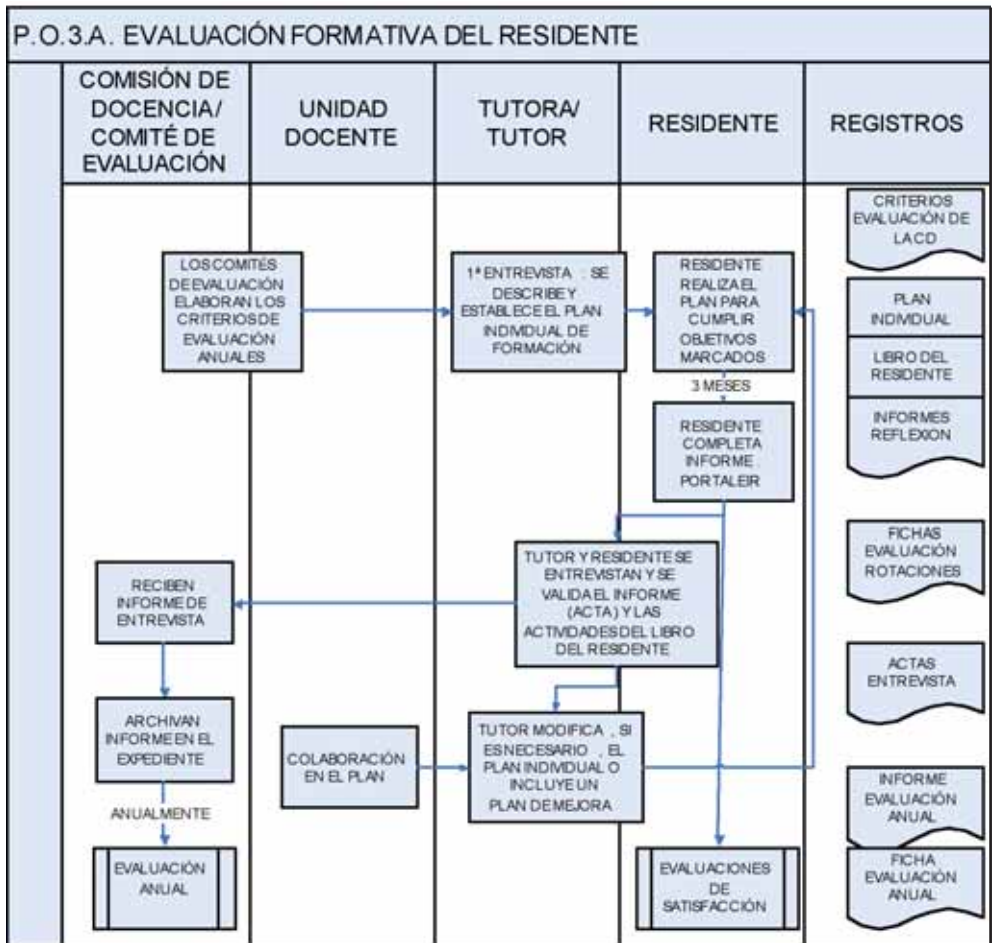 P.O.3.A. EVALUACIÓN FORMATIVA DEL RESIDENTE
COMISIÓN DE
DOCENCIA/
COMITÉ DE
EVALUACIÓN
UNIDAD
DOCENTE
TUTORA/
TUTOR
RESIDENTE
REGISTROS
LOS COMITÉS
DE EVALUACIÓN
ELABORAN LOS
CRITERIOS DE
EVALUACIÓN
ANUALES
1ª ENTREVISTA : SE
DESCRIBE Y
ESTABLECE EL PLAN
INDIVIDUAL DE
FORMACIÓN
RESIDENTE
REALIZA EL
PLAN PARA
CUMPLIR
OBJETIVOS
MARCADOS
3 MESES
RESIDENTE
COMPLETA
INFORME
PORTALEIR
TUTOR Y RESIDENTE SE
ENTREVISTAN Y SE
VALIDA EL INFORME
(ACTA) Y LAS
ACTIVIDADES DEL LIBRO
DEL RESIDENTE
RECIBEN
INFORME DE
ENTREVISTA
ARCHIVAN
INFORME EN EL
EXPEDIENTE
ANUALMENTE
EVALUACIÓN
ANUAL
COLABORACIÓN
EN EL PLAN
TUTOR MODIFICA , SI
ES NECESARIO , EL
PLAN INDIVIDUAL O
INCLUYE UN
PLAN DE MEJORA
EVALUACIONES
DE
SATISFACCIÓN
CRITERIOS
EVALUACIÓN DE
LA CD
PLAN
INDIVIDUAL
LIBRO DEL
RESIDENTE
INFORMES
REFLEXION
FICHAS
EVALUACIÓN
ROTACIONES
ACTAS
ENTREVISTA
INFORME
EVALUACIÓN
ANUAL
FICHA
EVALUACIÓN
ANUAL